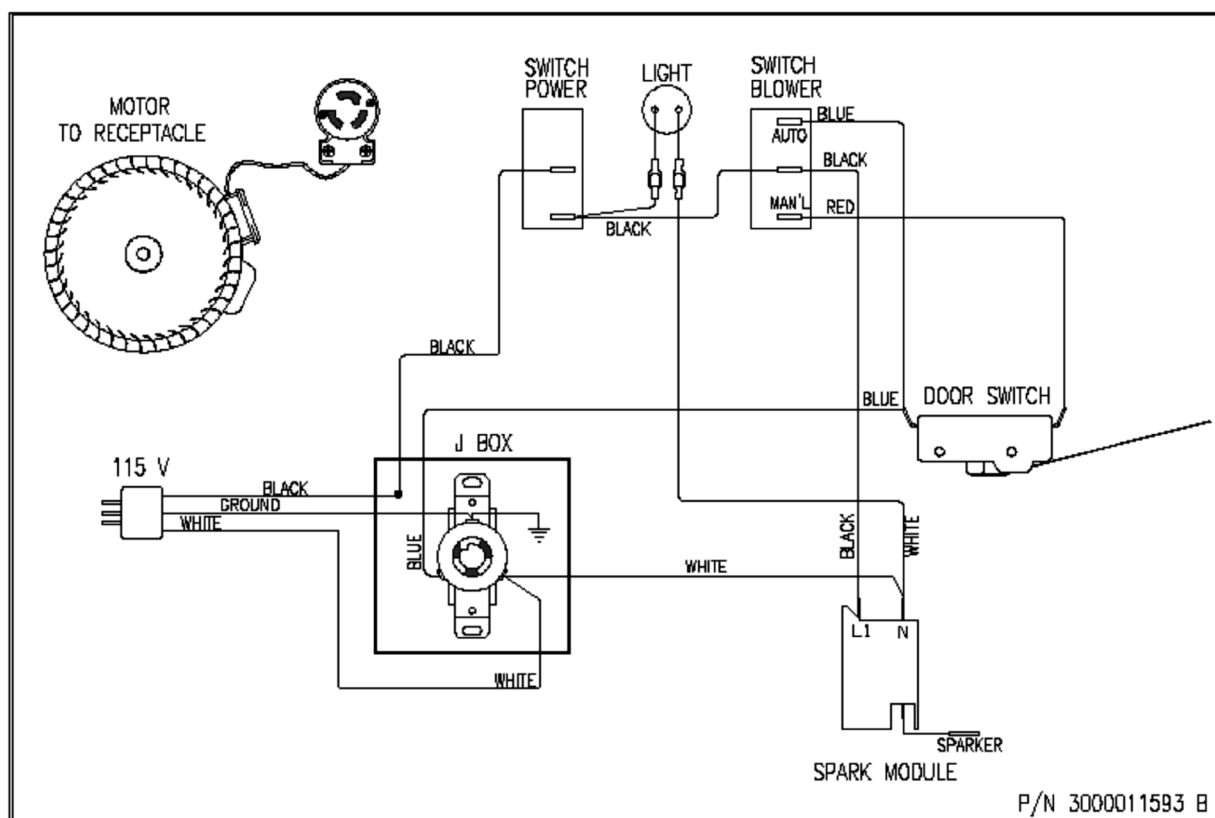 SWITCH
POWER
LIGHT
SWITCH
BLOWER
MOTOR
TO RECEPTACLE
BLUE
AUTO
BLACK
MAN'L
RED
BLACK
BLACK
BLUE
DOOR SWITCH
J BOX
115 V
BLACK
GROUND
WHITE
BLUE
BLACK
WHITE
WHITE
L1
N
WHITE
SPARKER
SPARK MODULE
P/N 3000011593 B